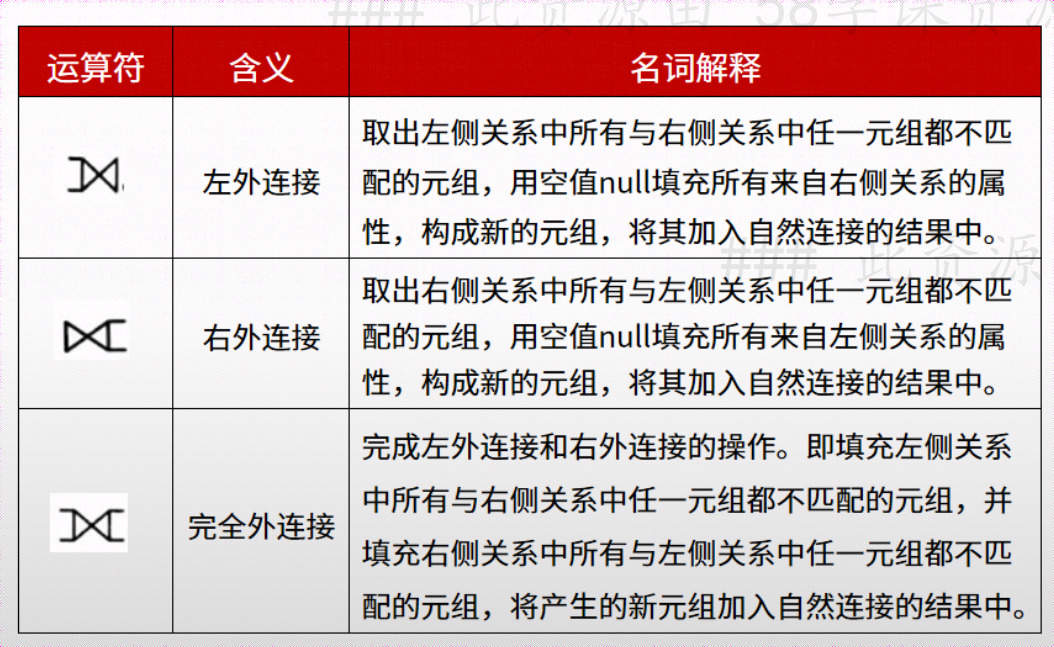 ### 此资源由 58学课资源
运算符 含义 名词解释
取出左侧关系中所有与右侧关系中任一元组都不匹
左外连接 配的元组，用空值null填充所有来自右侧关系的属
性，构成新的元组，将其加入自然连接的结果中。
### 此资源
取出右侧关系中所有与左侧关系中任一元组都不匹
右外连接 配的元组，用空值null填充所有来自左侧关系的属
性，构成新的元组，将其加入自然连接的结果中。
完成左外连接和右外连接的操作。即填充左侧关系
中所有与右侧关系中任一元组都不匹配的元组，并
完全外连接
填充右侧关系中所有与左侧关系中任一元组都不匹
配的元组，将产生的新元组加入自然连接的结果中。